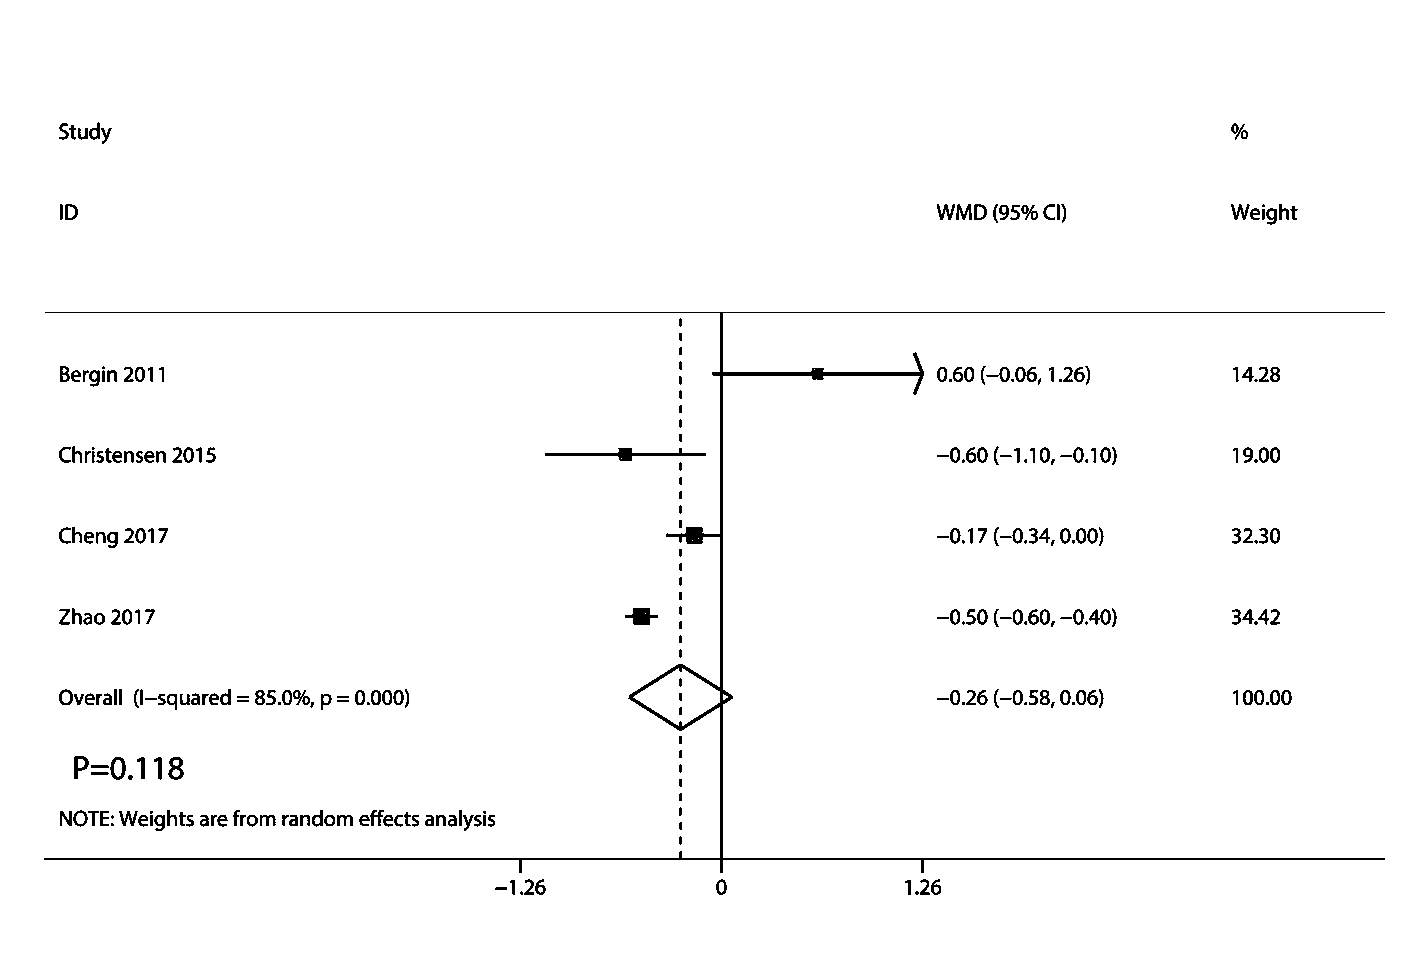 Study %
ID WMD (95% CI) Weight
Bergin 2011 0.60 (−0.06, 1.26) 14.28
Christensen 2015 −0.60 (−1.10, −0.10) 19.00
Cheng 2017 −0.17 (−0.34, 0.00) 32.30
Zhao 2017 −0.50 (−0.60, −0.40) 34.42
Overall (I−squared = 85.0%, p = 0.000) −0.26 (−0.58, 0.06) 100.00
P=0.118
NOTE: Weights are from random effects analysis
−1.26 0 1.26